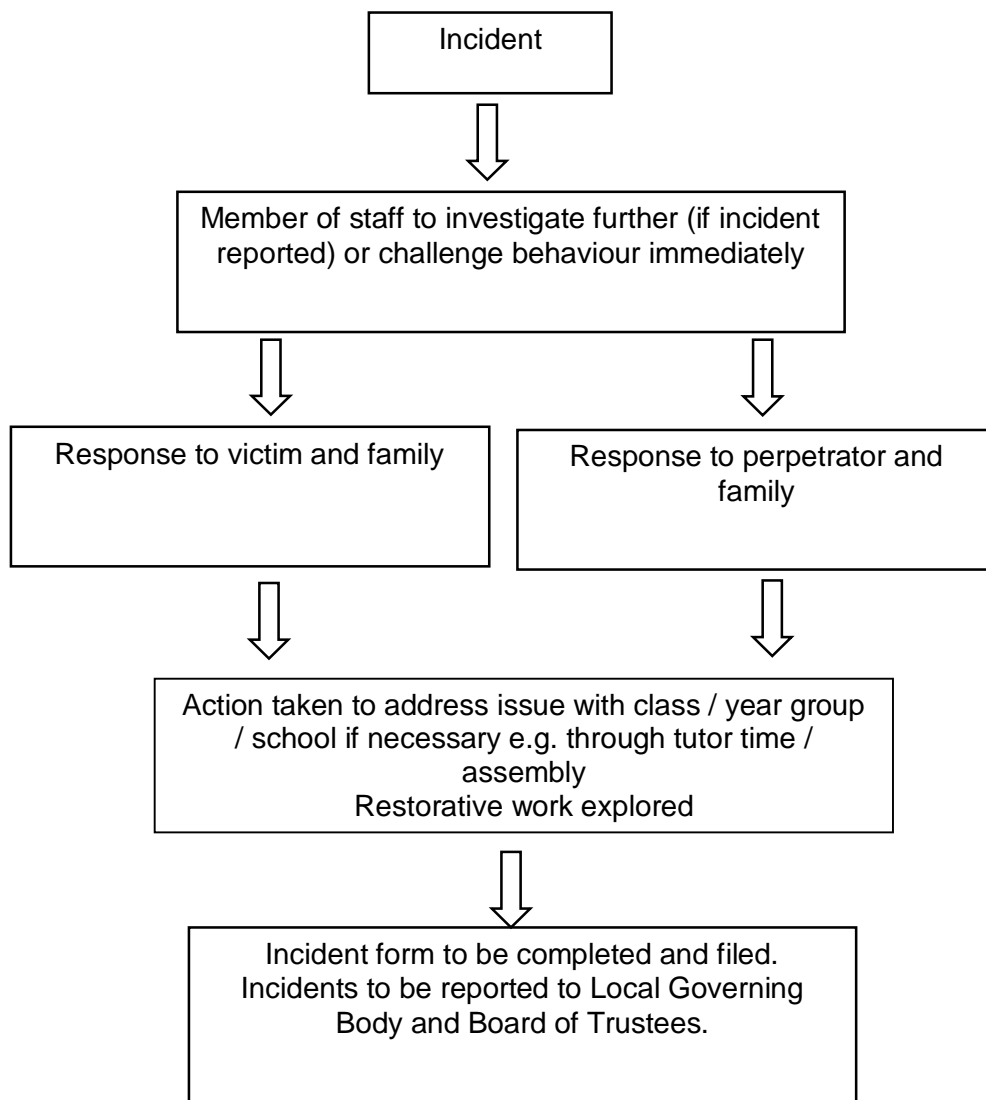 Incident
Member of staff to investigate further (if incident
reported) or challenge behaviour immediately
Response to victim and family
Response to perpetrator and
family
Action taken to address issue with class / year group
/ school if necessary e.g. through tutor time /
assembly
Restorative work explored
Incident form to be completed and filed.
Incidents to be reported to Local Governing
Body and Board of Trustees.